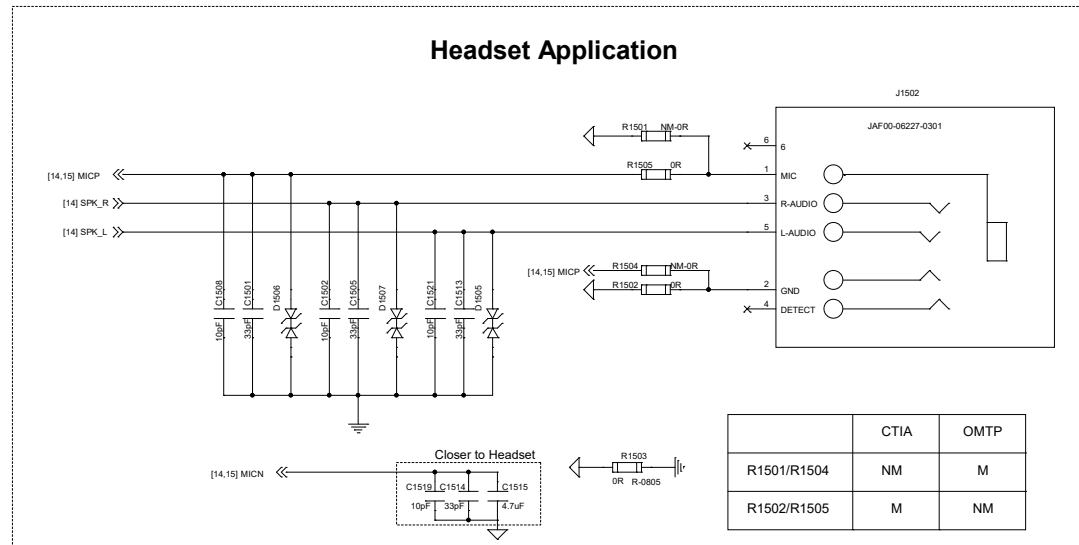 Headset Application
J1502
JAF00-06227-0301
R1501 NM-0R
6 6
R1505 0R
1 MIC
[14,15] MICP
[14] SPK_R
3 R-AUDIO
[14] SPK_L
5 L-AUDIO
[14,15] MICP
R1504 NM-0R
R1502 0R
2 GND
4 DETECT
C1508
10pF
C1501
33pF
D1506
C1502
10pF
C1505
33pF
D1507
C1521
10pF
C1513
33pF
D1505
[14,15] MICN
Closer to Headset
C1519 C1514 C1515
10pF 33pF 4.7uF
R1503
0R R-0805
CTIA OMTP
R1501/R1504 NM M
R1502/R1505 M NM